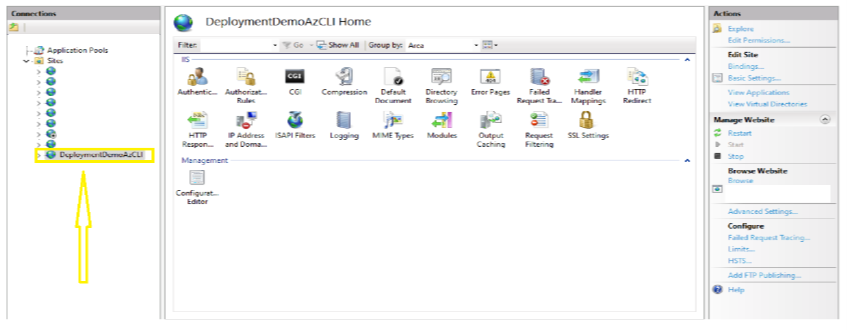 Connections
Application Pools
Sites
DeploymentDemoAzCLI
DeploymentDemoAzCLI Home
Filter: Go Show All Group by: Area
IIS
Authentic... Authorizat... Rules CGI Compression Default Document Directory Browsing Error Pages Failed Request Tra... Handler Mappings HTTP Redirect
HTTP Respon... IP Address and Doma... ISAPI Filters Logging MIME Types Modules Output Caching Request Filtering SSL Settings
Management
Configurat... Editor
Actions
Explore
Edit Permissions...
Edit Site
Bindings...
Basic Settings...
View Applications
View Virtual Directories
Manage Website
Restart
Start
Stop
Browse Website
Browse
Advanced Settings...
Configure
Failed Request Tracing...
Limits...
HSTS...
Add FTP Publishing...
Help